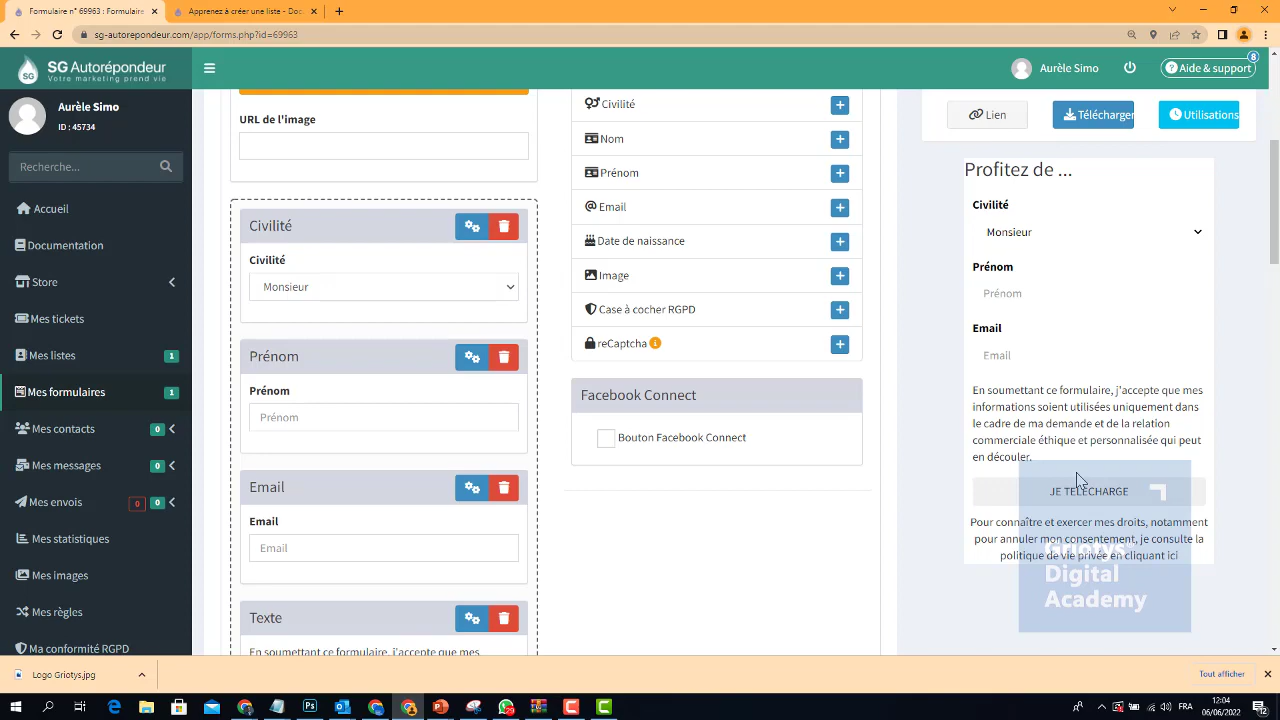 Formulaire n° 69963 : Formulaire
Apprenez à créer une liste - Doc
sg-autorepondeur.com/app/forms.php?id=69963
SG Autorépondeur
Votre marketing prend vie
SG
Aurèle Simo
Aide & support
8
Aurèle Simo
ID : 45734
Recherche...
Accueil
Documentation
Store
Mes tickets
Mes listes 1
Mes formulaires 1
Mes contacts 0
Mes messages 0
Mes envois 0 0
Mes statistiques
Mes images
Mes règles
Ma conformité RGPD
URL de l'image
Civilité
Civilité
Monsieur
Prénom
Prénom
Prénom
Email
Email
Email
Texte
En soumettant ce formulaire, j'accepte que mes
Civilité
Nom
Prénom
Email
Date de naissance
Image
Case à cocher RGPD
reCaptcha
Facebook Connect
Bouton Facebook Connect
Lien
Télécharger
Utilisations
Profitez de ...
Civilité
Monsieur
Prénom
Prénom
Email
Email
En soumettant ce formulaire, j'accepte que mes
informations soient utilisées uniquement dans
le cadre de ma demande et de la relation
commerciale éthique et personnalisée qui peut
en découler.
JE TELECHARGE
Pour connaître et exercer mes droits, notamment
pour annuler mon consentement, je consulte la
politique de vie privée en cliquant ici
Griotys
Digital
Academy
Logo Griotys.jpg
Tout afficher
29
FRA
12:04
06/06/2022
12